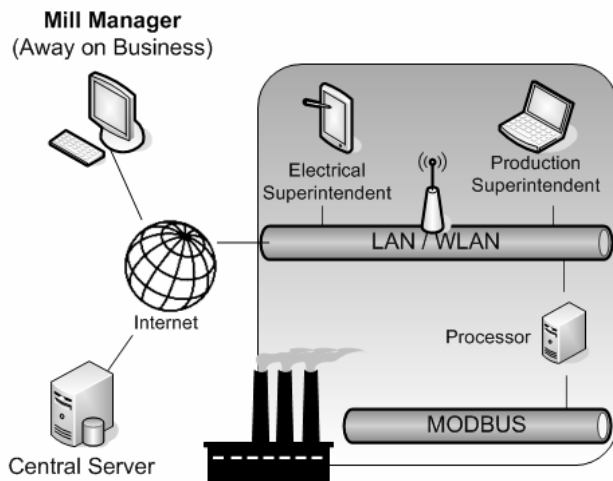 Mill Manager
(Away on Business)
Electrical
Superintendent
Production
Superintendent
LAN / WLAN
Internet
Processor
MODBUS
Central Server